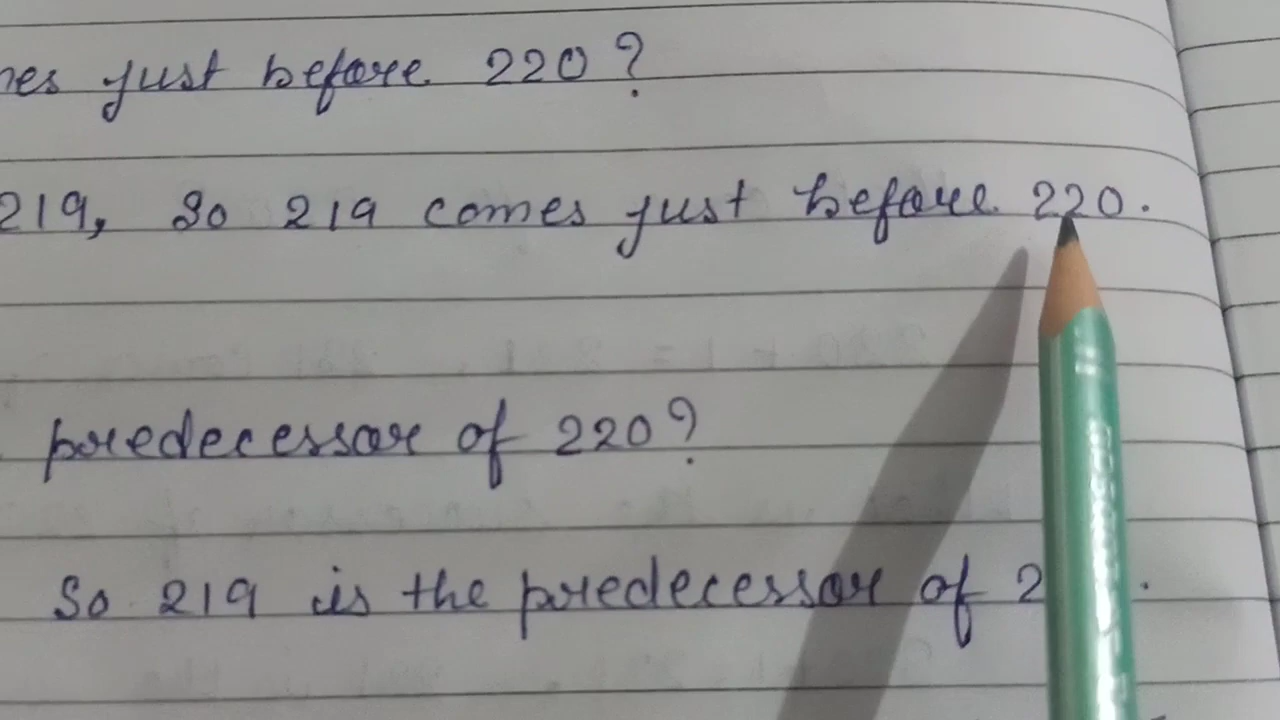 just before 220?
219, So 219 comes just before 220.
predecessor of 220?
So 219 is the predecessor of 2